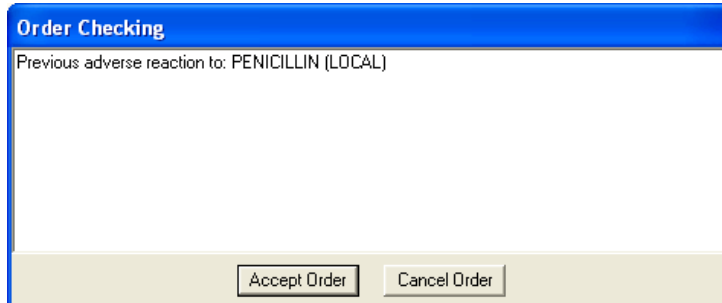 Order Checking
Previous adverse reaction to: PENICILLIN (LOCAL)
Accept Order
Cancel Order